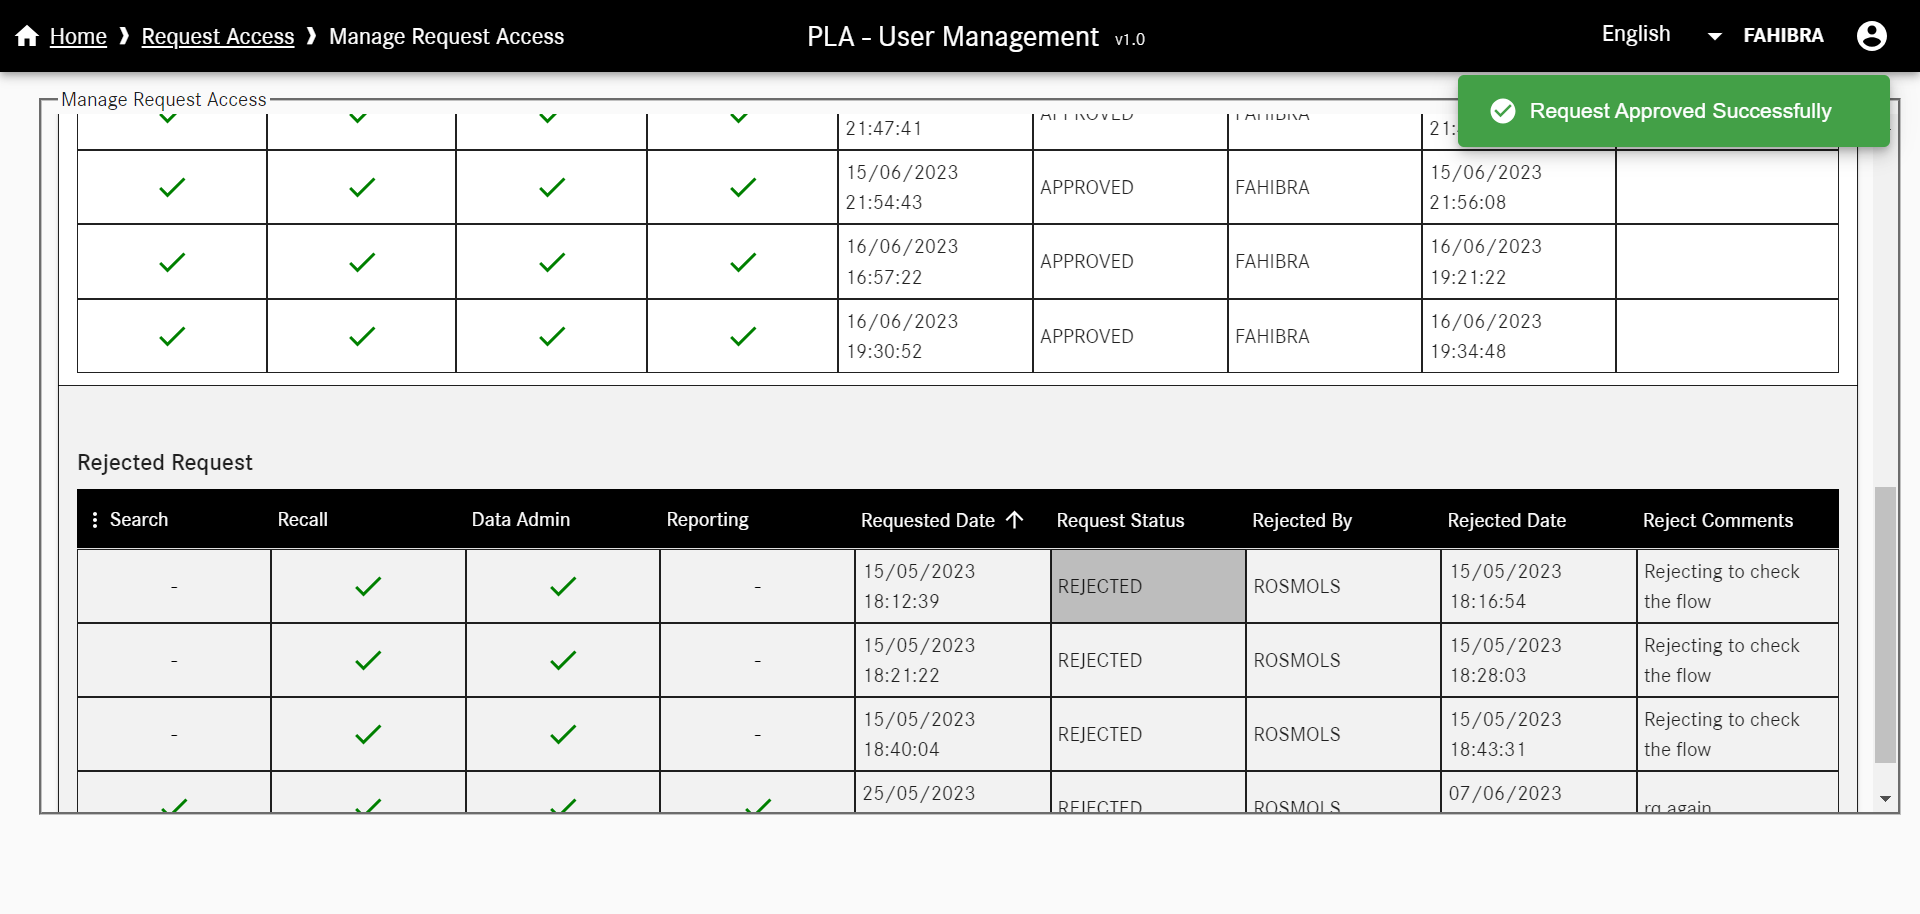 Home ❱ Request Access ❱ Manage Request Access
PLA - User Management v1.0
English
FAHIBRA
Request Approved Successfully
Manage Request Access
21:47:41 APPROVED FAHIBRA
15/06/2023
21:54:43
APPROVED
FAHIBRA
15/06/2023
21:56:08
16/06/2023
16:57:22
APPROVED
FAHIBRA
16/06/2023
19:21:22
16/06/2023
19:30:52
APPROVED
FAHIBRA
16/06/2023
19:34:48
Rejected Request
Search Recall Data Admin Reporting Requested Date Request Status Rejected By Rejected Date Reject Comments
-
-
15/05/2023
18:12:39
REJECTED
ROSMOLS
15/05/2023
18:16:54
Rejecting to check
the flow
-
-
15/05/2023
18:21:22
REJECTED
ROSMOLS
15/05/2023
18:28:03
Rejecting to check
the flow
-
-
15/05/2023
18:40:04
REJECTED
ROSMOLS
15/05/2023
18:43:31
Rejecting to check
the flow
25/05/2023
REJECTED
ROSMOLS
07/06/2023
rq again